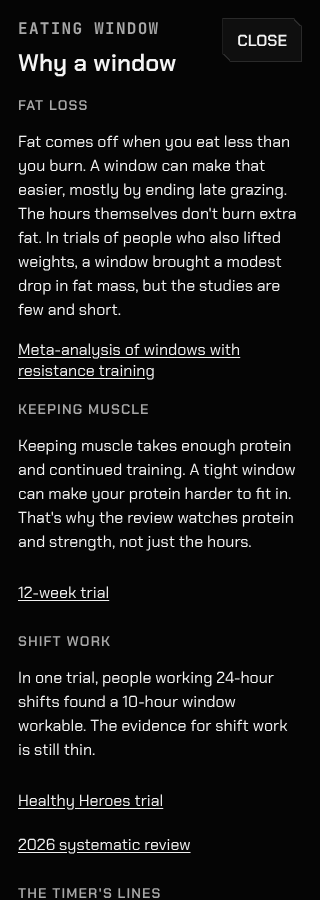 EATING WINDOW
Why a window
CLOSE
FAT LOSS
Fat comes off when you eat less than
you burn. A window can make that
easier, mostly by ending late grazing.
The hours themselves don't burn extra
fat. In trials of people who also lifted
weights, a window brought a modest
drop in fat mass, but the studies are
few and short.
Meta-analysis of windows with
resistance training
KEEPING MUSCLE
Keeping muscle takes enough protein
and continued training. A tight window
can make your protein harder to fit in.
That's why the review watches protein
and strength, not just the hours.
12-week trial
SHIFT WORK
In one trial, people working 24-hour
shifts found a 10-hour window
workable. The evidence for shift work
is still thin.
Healthy Heroes trial
2026 systematic review
THE TIMER'S LINES